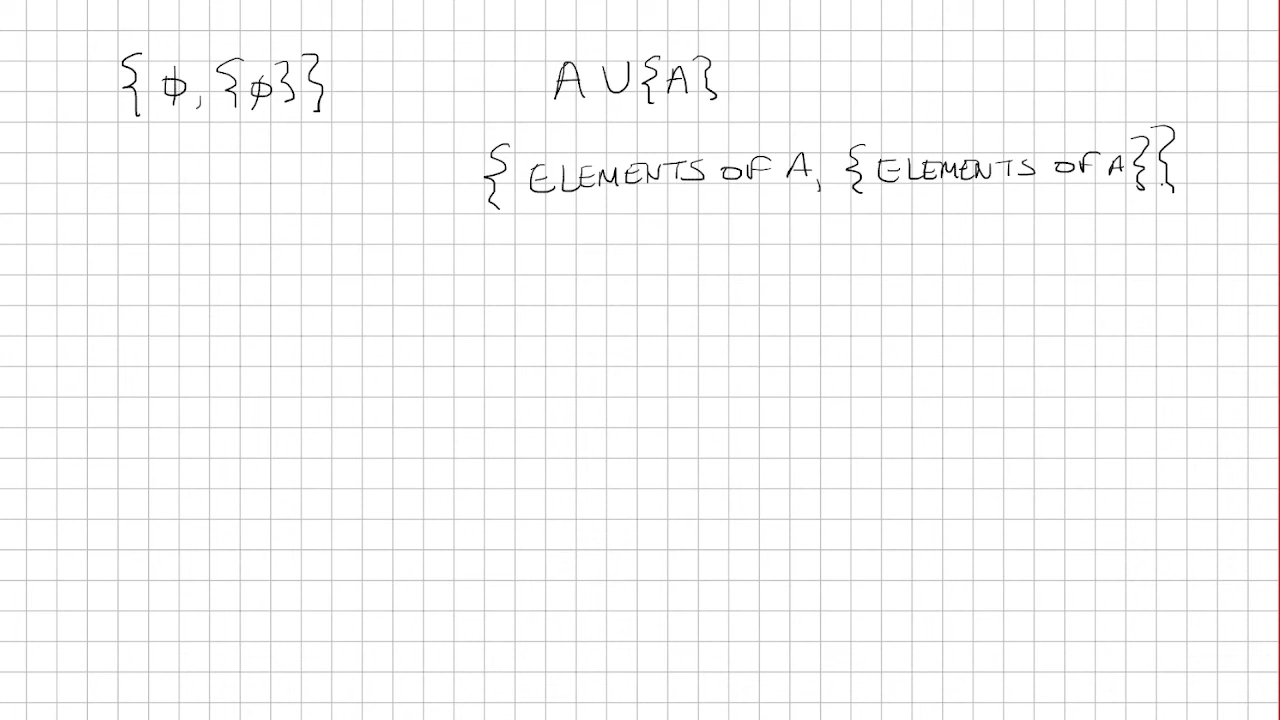 {ϕ, {ϕ}}
A∪{A}
{ELEMENTS OF A, {ELEMENTS OF A}}